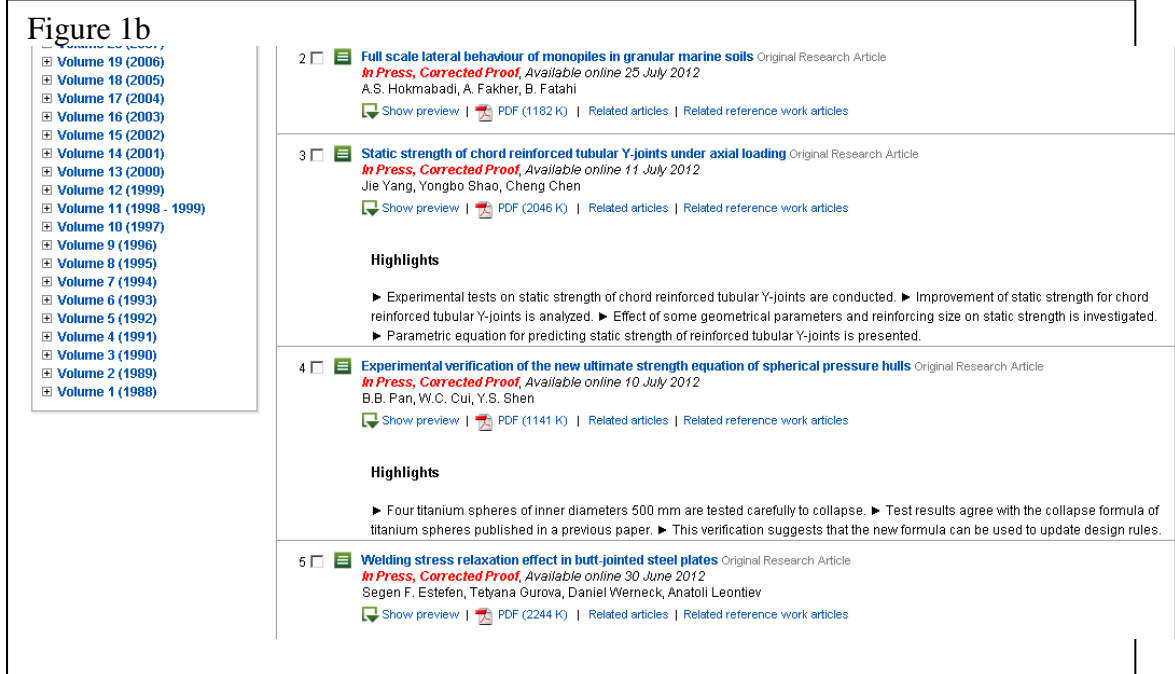 Figure 1b
Volume 19 (2006)
Volume 18 (2005)
Volume 17 (2004)
Volume 16 (2003)
Volume 15 (2002)
Volume 14 (2001)
Volume 13 (2000)
Volume 12 (1999)
Volume 11 (1998 - 1999)
Volume 10 (1997)
Volume 9 (1996)
Volume 8 (1995)
Volume 7 (1994)
Volume 6 (1993)
Volume 5 (1992)
Volume 4 (1991)
Volume 3 (1990)
Volume 2 (1989)
Volume 1 (1988)
2 Full scale lateral behaviour of monopiles in granular marine soils Original Research Article
In Press, Corrected Proof, Available online 25 July 2012
A.S. Hokmabadi, A. Fakher, B. Fatahi
Show preview | PDF (1182 K) | Related articles | Related reference work articles
3 Static strength of chord reinforced tubular Y-joints under axial loading Original Research Article
In Press, Corrected Proof, Available online 11 July 2012
Jie Yang, Yongbo Shao, Cheng Chen
Show preview | PDF (2046 K) | Related articles | Related reference work articles
Highlights
► Experimental tests on static strength of chord reinforced tubular Y-joints are conducted. ► Improvement of static strength for chord
reinforced tubular Y-joints is analyzed. ► Effect of some geometrical parameters and reinforcing size on static strength is investigated.
► Parametric equation for predicting static strength of reinforced tubular Y-joints is presented.
4 Experimental verification of the new ultimate strength equation of spherical pressure hulls Original Research Article
In Press, Corrected Proof, Available online 10 July 2012
B.B. Pan, W.C. Cui, Y.S. Shen
Show preview | PDF (1141 K) | Related articles | Related reference work articles
Highlights
► Four titanium spheres of inner diameters 500 mm are tested carefully to collapse. ► Test results agree with the collapse formula of
titanium spheres published in a previous paper. ► This verification suggests that the new formula can be used to update design rules.
5 Welding stress relaxation effect in butt-jointed steel plates Original Research Article
In Press, Corrected Proof, Available online 30 June 2012
Segen F. Estefen, Tetyana Gurova, Daniel Werneck, Anatoli Leontiev
Show preview | PDF (2244 K) | Related articles | Related reference work articles